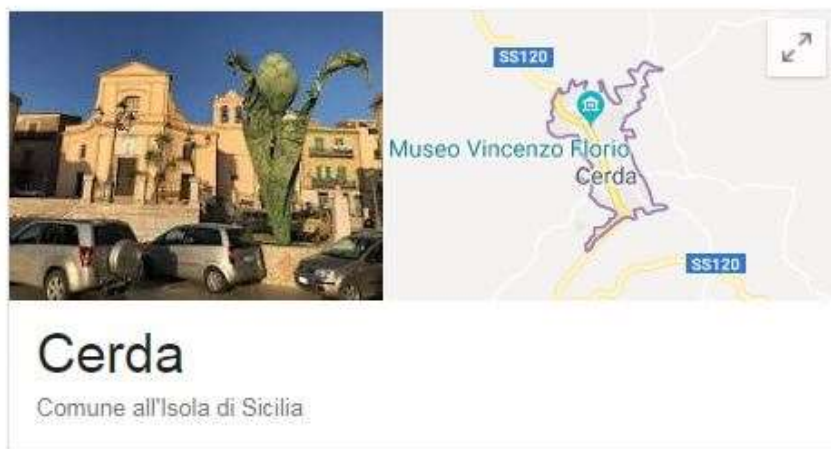 SS120
Museo Vincenzo Florio
Cerda
SS120
Cerda
Comune all'Isola di Sicilia